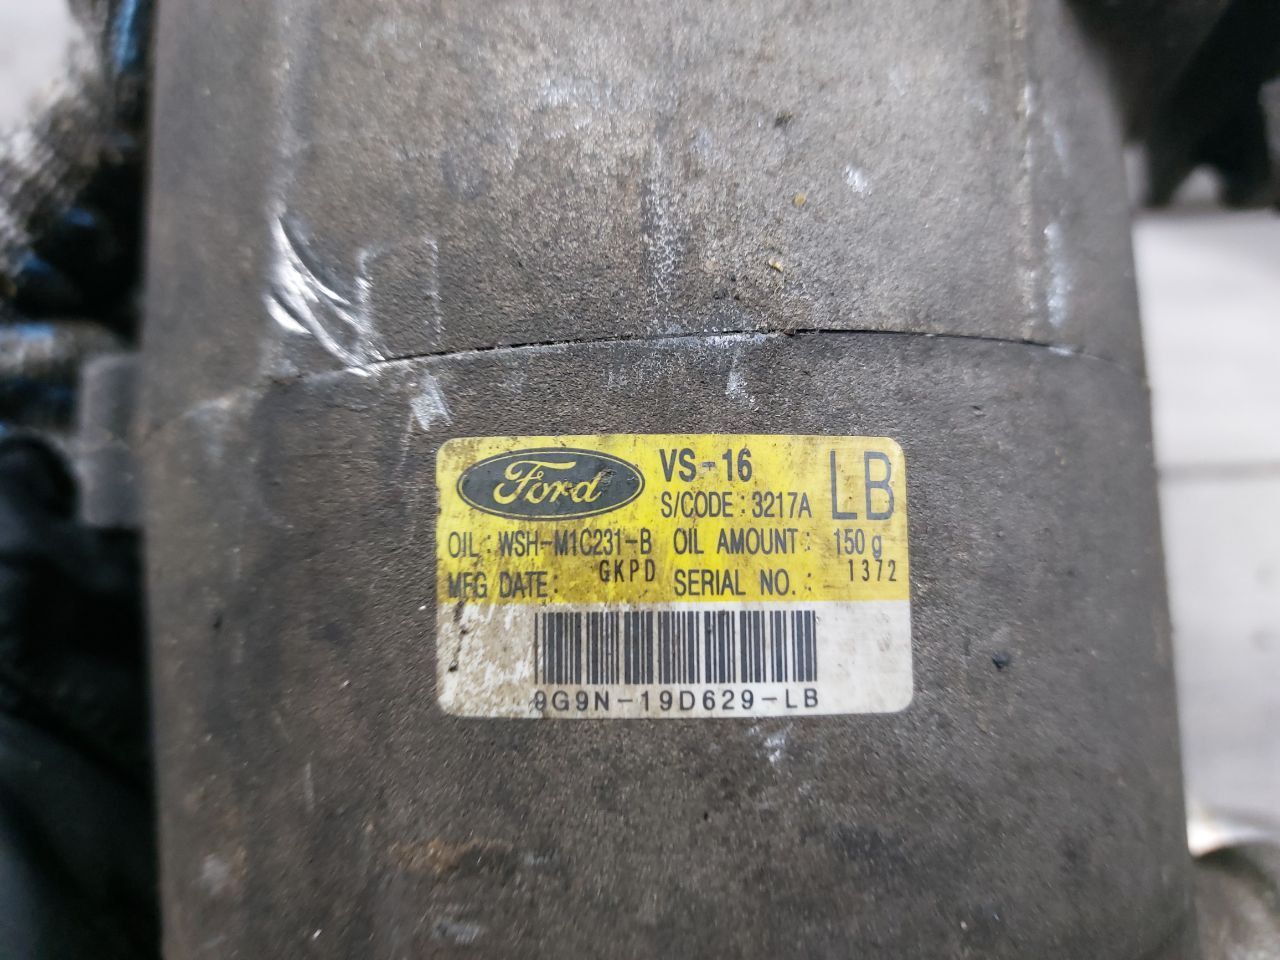 Ford VS-16 LB
S/CODE : 3217A
OIL : WSH-M1C231-B OIL AMOUNT : 150 g
MFG DATE : GKPD SERIAL NO. : 1372
9G9N-19D629-LB